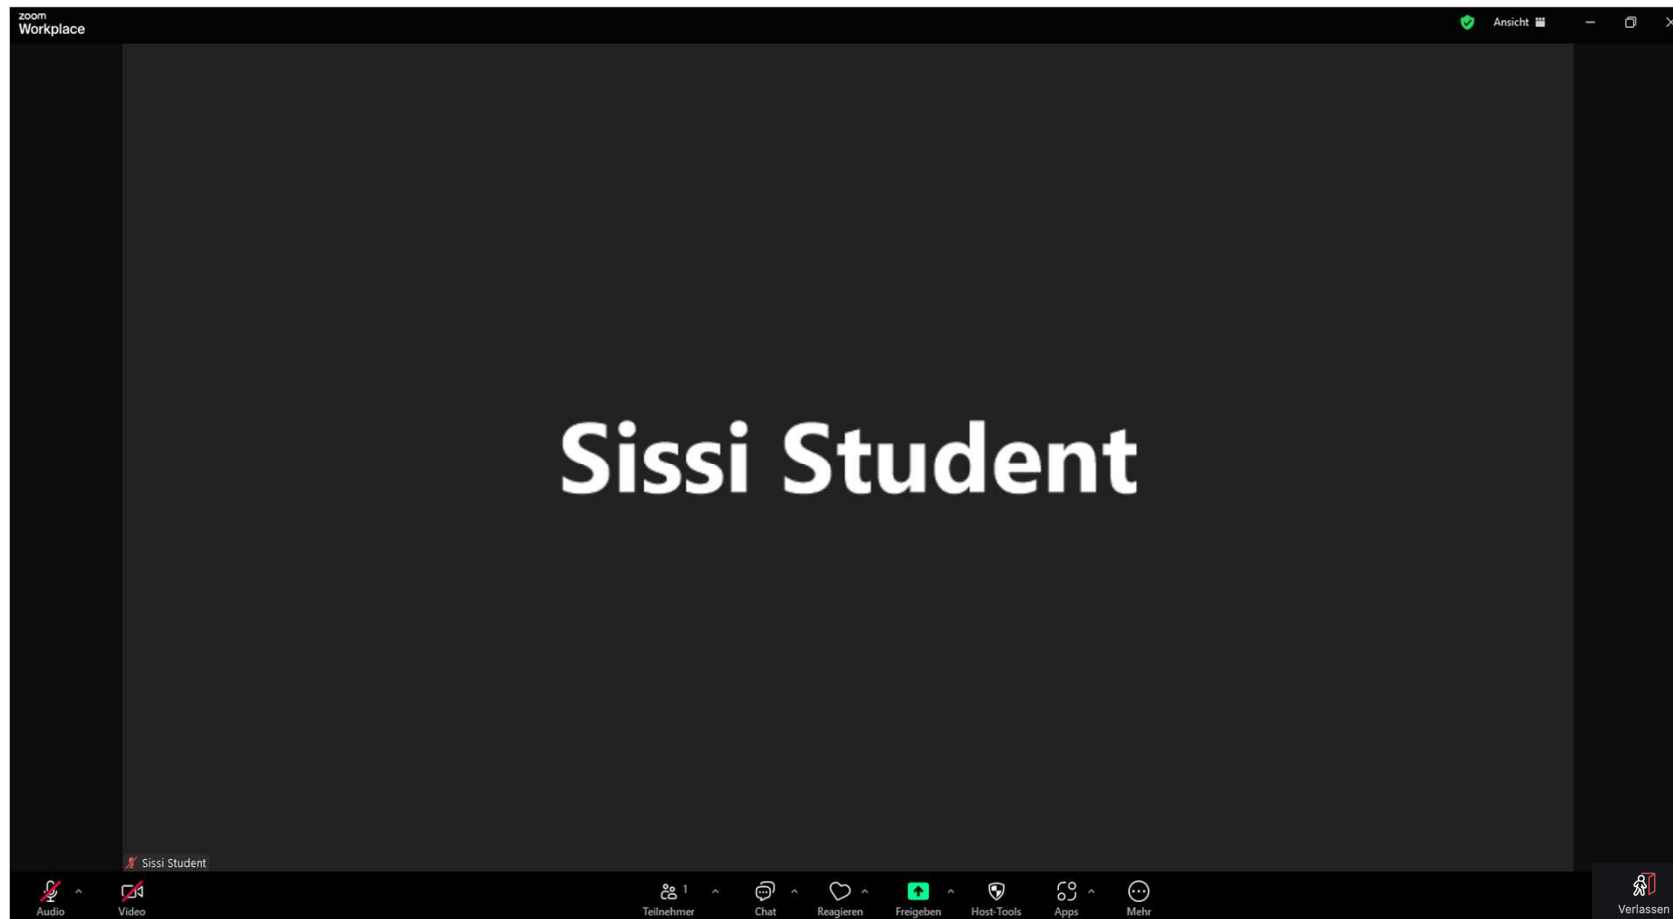 zoom
Workplace
Ansicht
Sissi Student
Sissi Student
Audio
Video
1
Teilnehmer
Chat
Reagieren
Freigeben
Host-Tools
Apps
Mehr
Verlassen